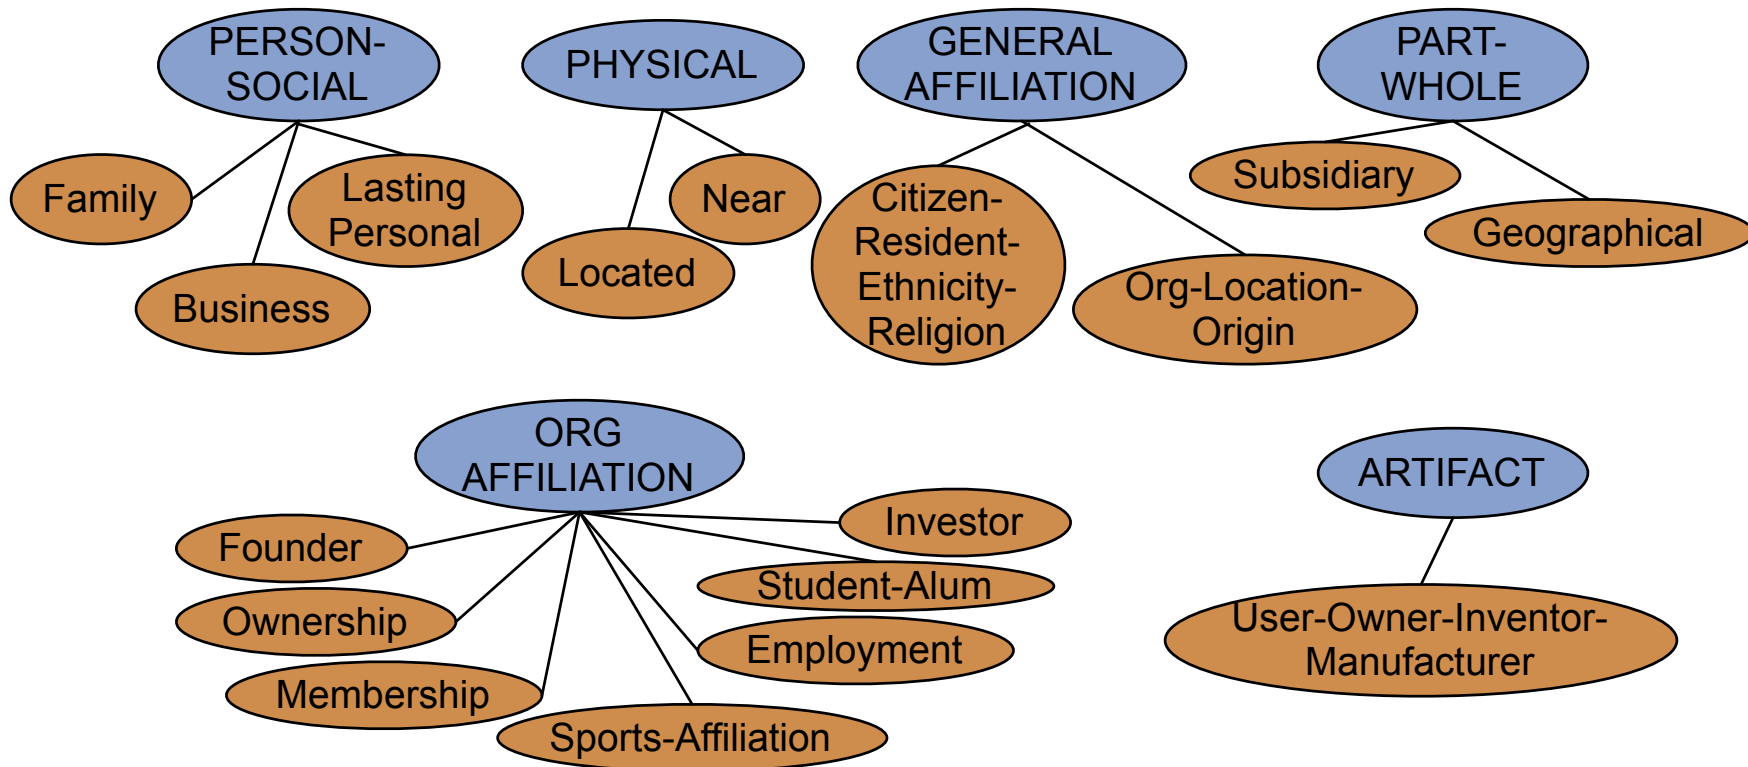 PERSON-
SOCIAL
PHYSICAL
GENERAL
AFFILIATION
PART-
WHOLE
Family
Lasting
Personal
Business
Near
Located
Citizen-
Resident-
Ethnicity-
Religion
Org-Location-
Origin
Subsidiary
Geographical
ORG
AFFILIATION
Founder
Ownership
Membership
Sports-Affiliation
Employment
Student-Alum
Investor
ARTIFACT
User-Owner-Inventor-
Manufacturer